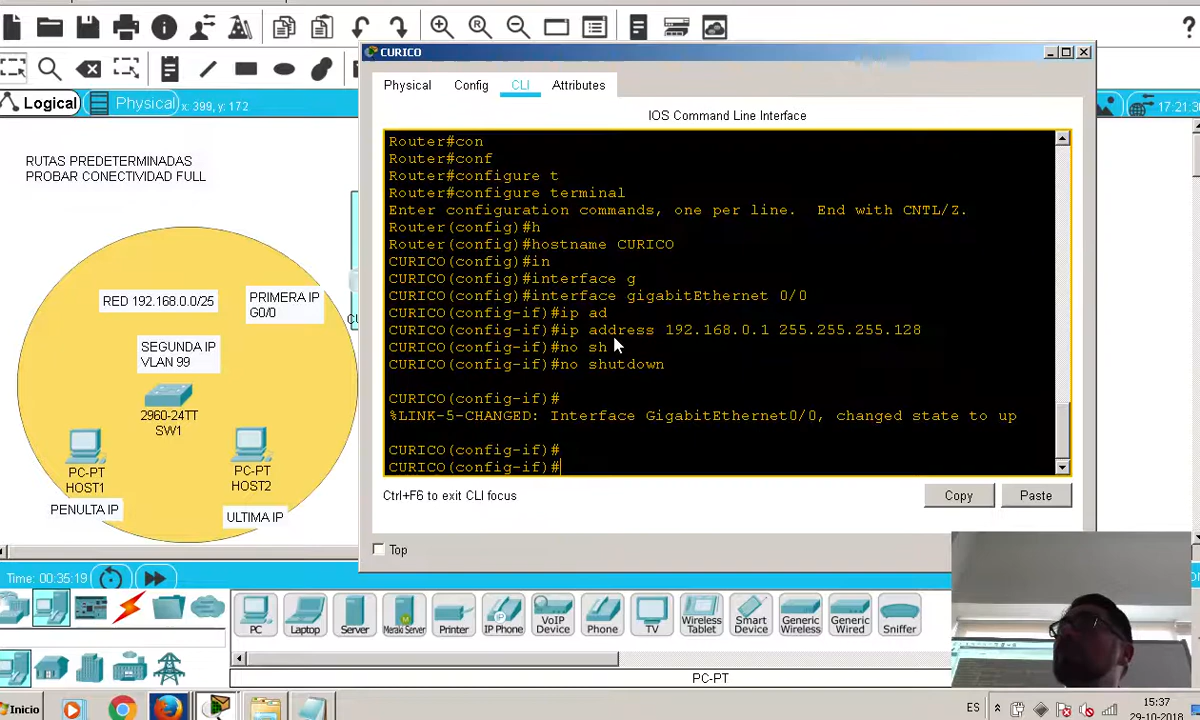 CURICO
Physical
Config
CLI
Attributes
IOS Command Line Interface
Router#con
Router#conf
Router#configure t
Router#configure terminal
Enter configuration commands, one per line.  End with CNTL/Z.
Router(config)#h
Router(config)#hostname CURICO
CURICO(config)#in
CURICO(config)#interface g
CURICO(config)#interface gigabitEthernet 0/0
CURICO(config-if)#ip ad
CURICO(config-if)#ip address 192.168.0.1 255.255.255.128
CURICO(config-if)#no sh
CURICO(config-if)#no shutdown
CURICO(config-if)#
%LINK-5-CHANGED: Interface GigabitEthernet0/0, changed state to up
CURICO(config-if)#
CURICO(config-if)#
Ctrl+F6 to exit CLI focus
Copy
Paste
Top
Logical
Physical
x: 399, y: 172
RUTAS PREDETERMINADAS
PROBAR CONECTIVIDAD FULL
RED 192.168.0.0/25
PRIMERA IP
G0/0
SEGUNDA IP
VLAN 99
2960-24TT
SW1
PC-PT
HOST1
PC-PT
HOST2
PENULTA IP
ULTIMA IP
Time: 00:35:19
PC
Laptop
Server
Meraki Server
Printer
IP Phone
VoIP
Device
Phone
TV
Wireless
Tablet
Smart
Device
Generic
Wireless
Generic
Wired
Sniffer
PC-PT
Inicio
ES
15:37
29-10-2018